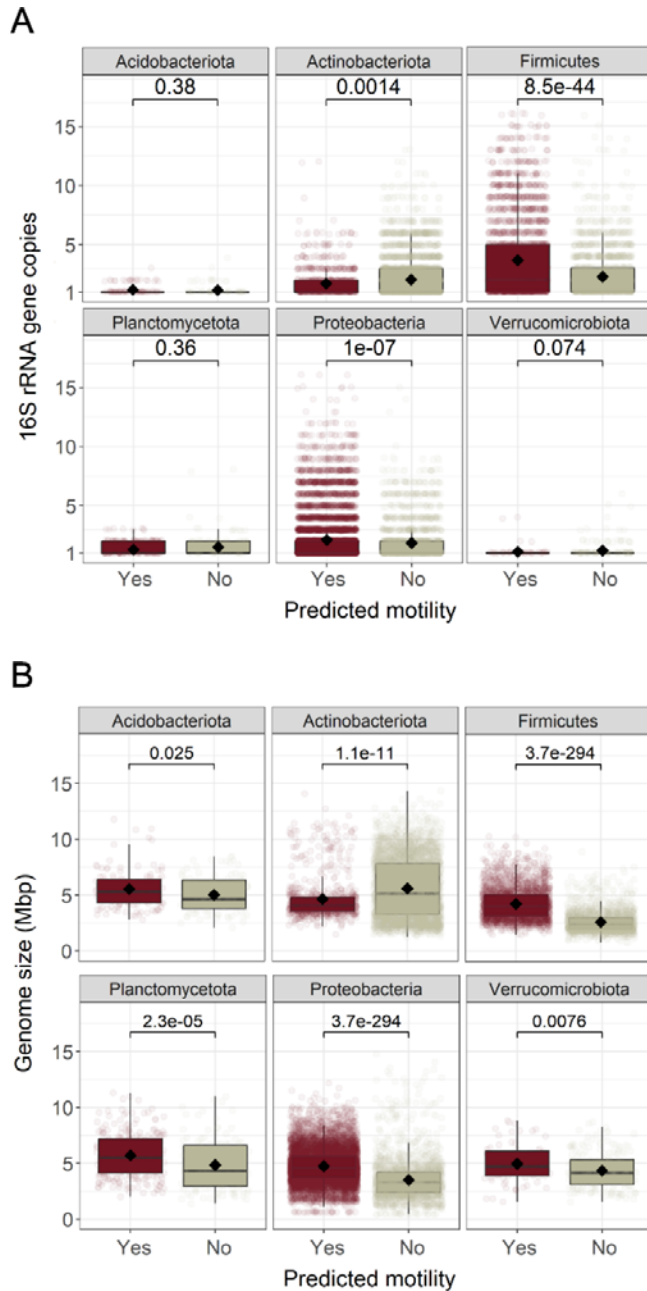 A
Acidobacteriota Actinobacteriota Firmicutes
0.38 0.0014 8.5e-44
15
10
5
1
Planctomycetota Proteobacteria Verrucomicrobiota
0.36 1e-07 0.074
15
10
5
1
16S rRNA gene copies
Yes No Yes No Yes No
Predicted motility
B
Acidobacteriota Actinobacteriota Firmicutes
0.025 1.1e-11 3.7e-294
15
10
5
0
Planctomycetota Proteobacteria Verrucomicrobiota
2.3e-05 3.7e-294 0.0076
15
10
5
0
Genome size (Mbp)
Yes No Yes No Yes No
Predicted motility